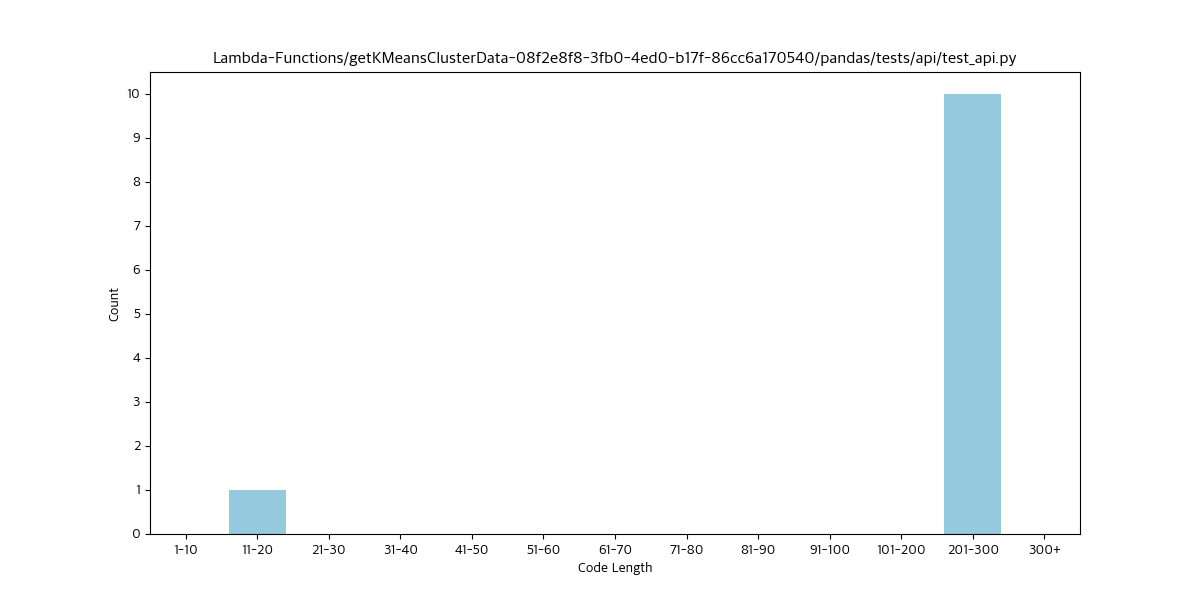 Lambda-Functions/getKMeansClusterData-08f2e8f8-3fb0-4ed0-b17f-86cc6a170540/pandas/tests/api/test_api.py
10
9
8
7
6
5
4
3
2
1
0
Count
1-10 11-20 21-30 31-40 41-50 51-60 61-70 71-80 81-90 91-100 101-200 201-300 300+
Code Length